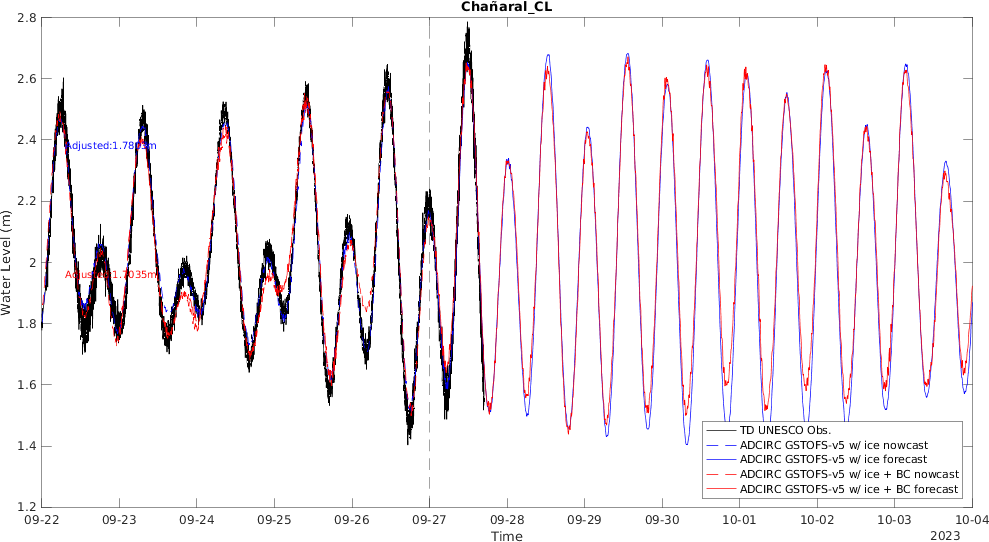 Chañaral_CL
2.8
2.6
2.4
2.2
2
1.8
1.6
1.4
1.2
Water Level (m)
Adjusted:1.7035m
TD UNESCO Obs.
ADCIRC GSTOFS-v5 w/ ice nowcast
ADCIRC GSTOFS-v5 w/ ice forecast
ADCIRC GSTOFS-v5 w/ ice + BC nowcast
ADCIRC GSTOFS-v5 w/ ice + BC forecast
09-22 09-23 09-24 09-25 09-26 09-27 09-28 09-29 09-30 10-01 10-02 10-03 10-04
Time
2023